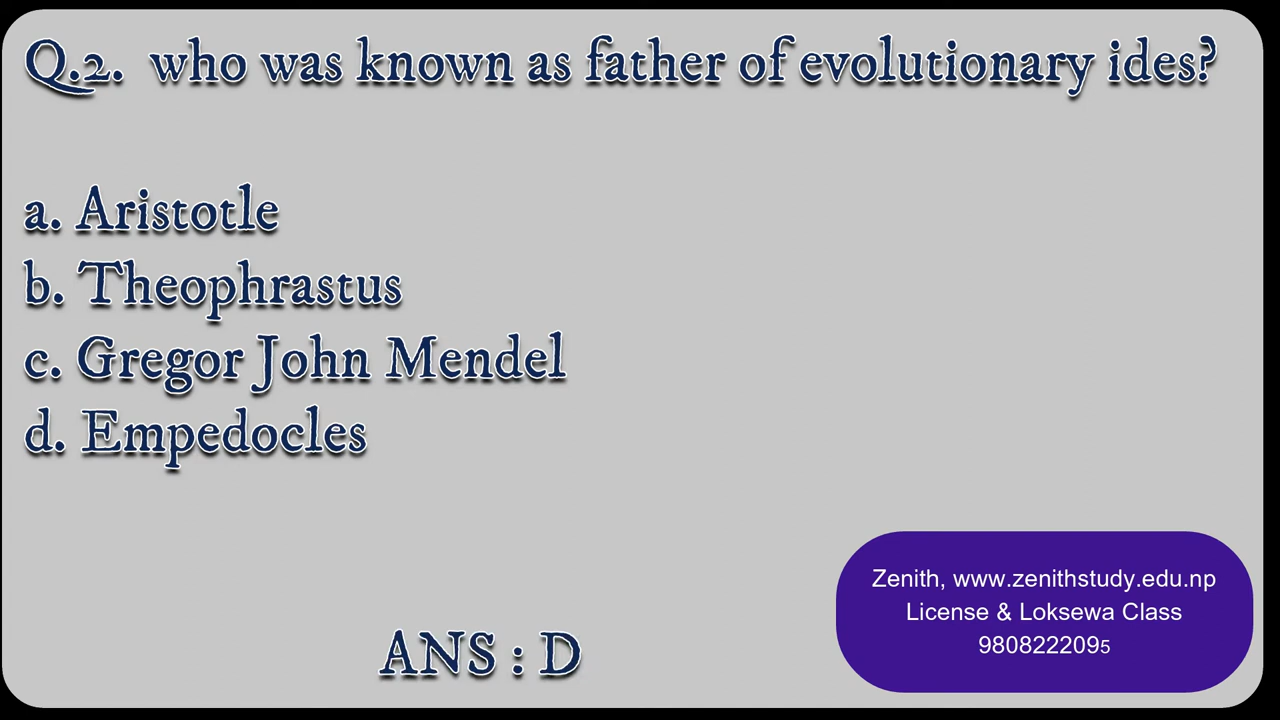 Q.2. who was known as father of evolutionary ides?
a. Aristotle
b. Theophrastus
c. Gregor John Mendel
d. Empedocles
ANS : D
Zenith, www.zenithstudy.edu.np
License & Loksewa Class
9808222095